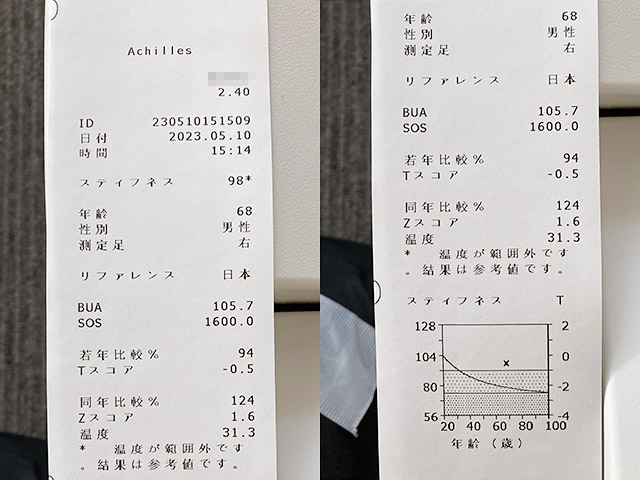 Achilles
2.40
ID 230510151509
日付 2023.05.10
時間 15:14
スティフネス 98*
年齢 68
性別 男性
測定足 右
リファレンス 日本
BUA 105.7
SOS 1600.0
若年比較% 94
Tスコア -0.5
同年比較% 124
Zスコア 1.6
温度 31.3
* 温度が範囲外です
。結果は参考値です。
年齢 68
性別 男性
測定足 右
リファレンス 日本
BUA 105.7
SOS 1600.0
若年比較% 94
Tスコア -0.5
同年比較% 124
Zスコア 1.6
温度 31.3
* 温度が範囲外です
。結果は参考値です。
スティフネス T
128 2
104 0
80 -2
56 -4
20 40 60 80 100
年齢(歳)